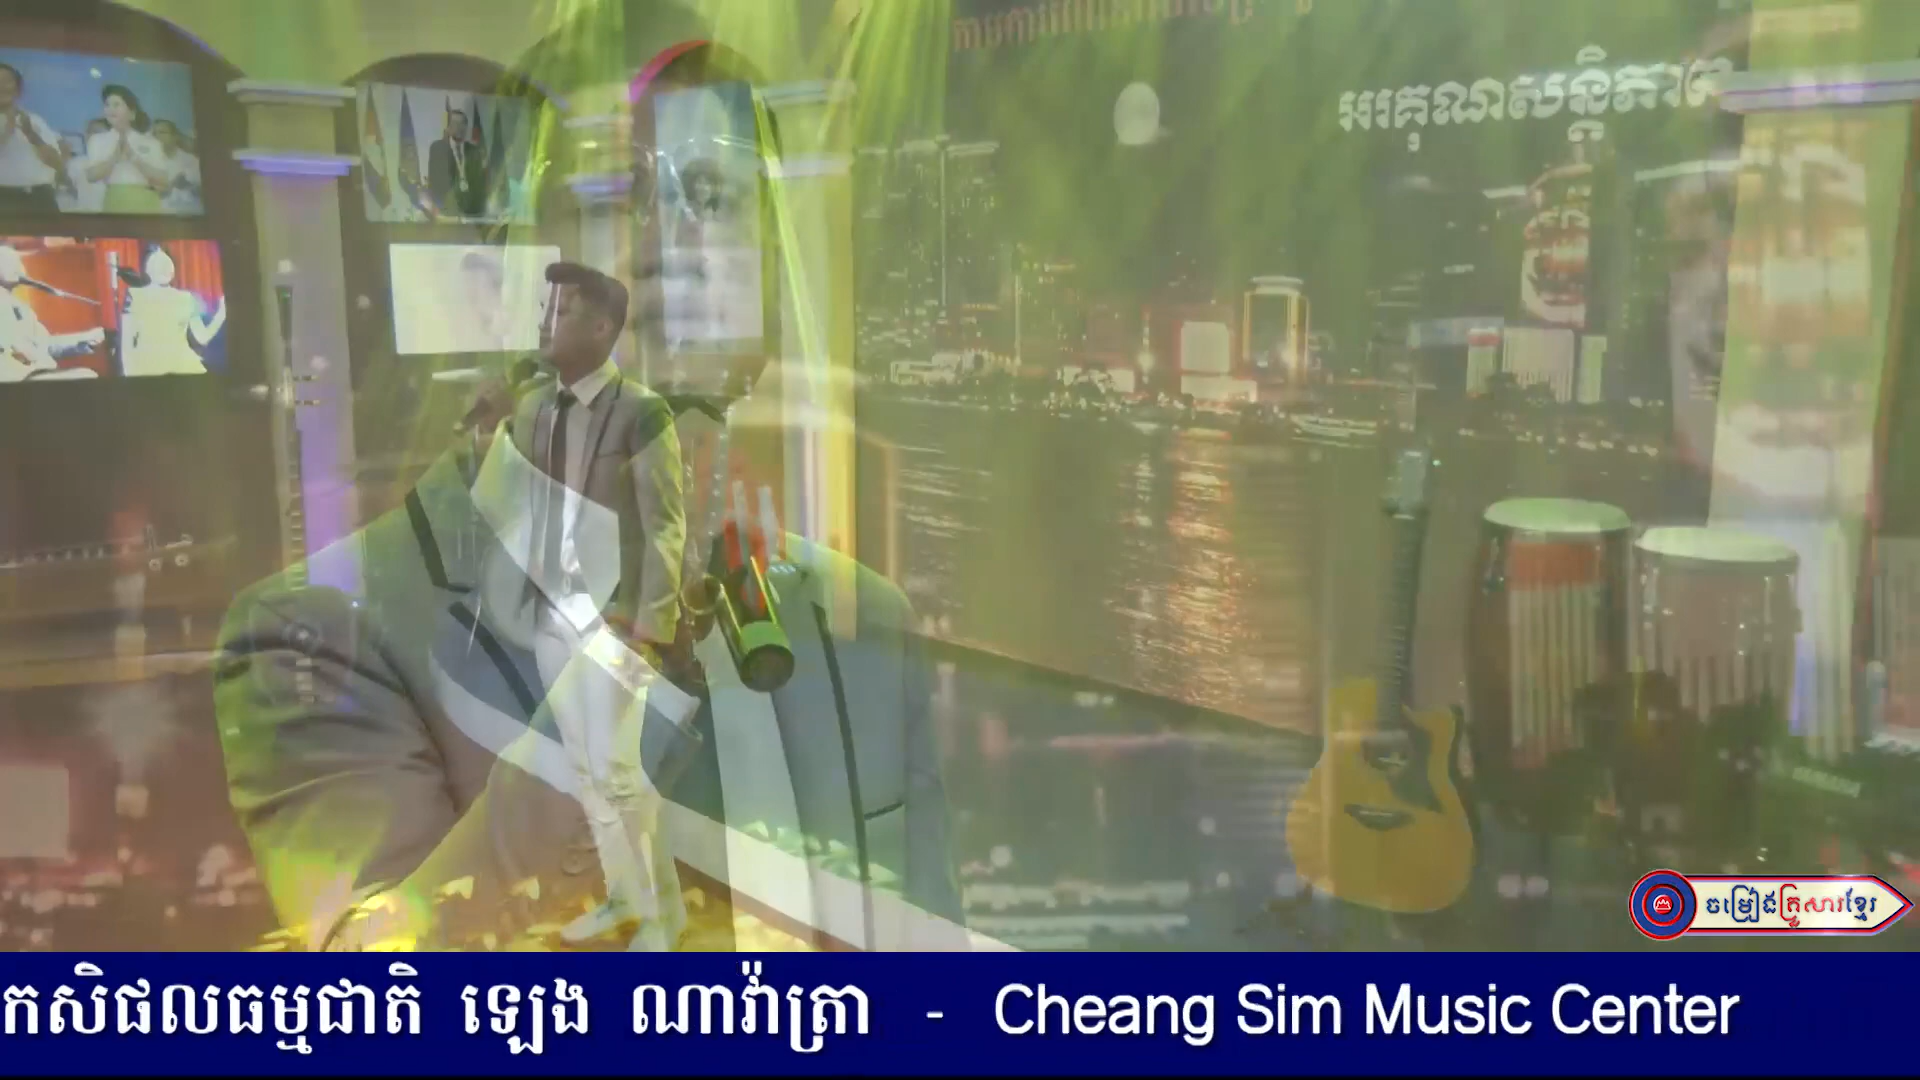 អរគុណសន្តិភាព
ចម្រៀងគ្រួសារខ្មែរ
កសិផលធម្មជាតិ ឡេង ណាវ៉ាត្រា - Cheang Sim Music Center